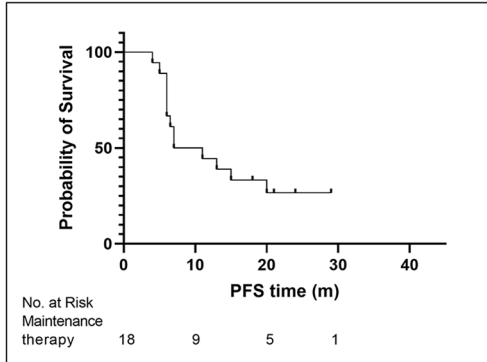 Probability of Survival
100
50
0
0 10 20 30 40
PFS time (m)
No. at Risk
Maintenance
therapy 18 9 5 1